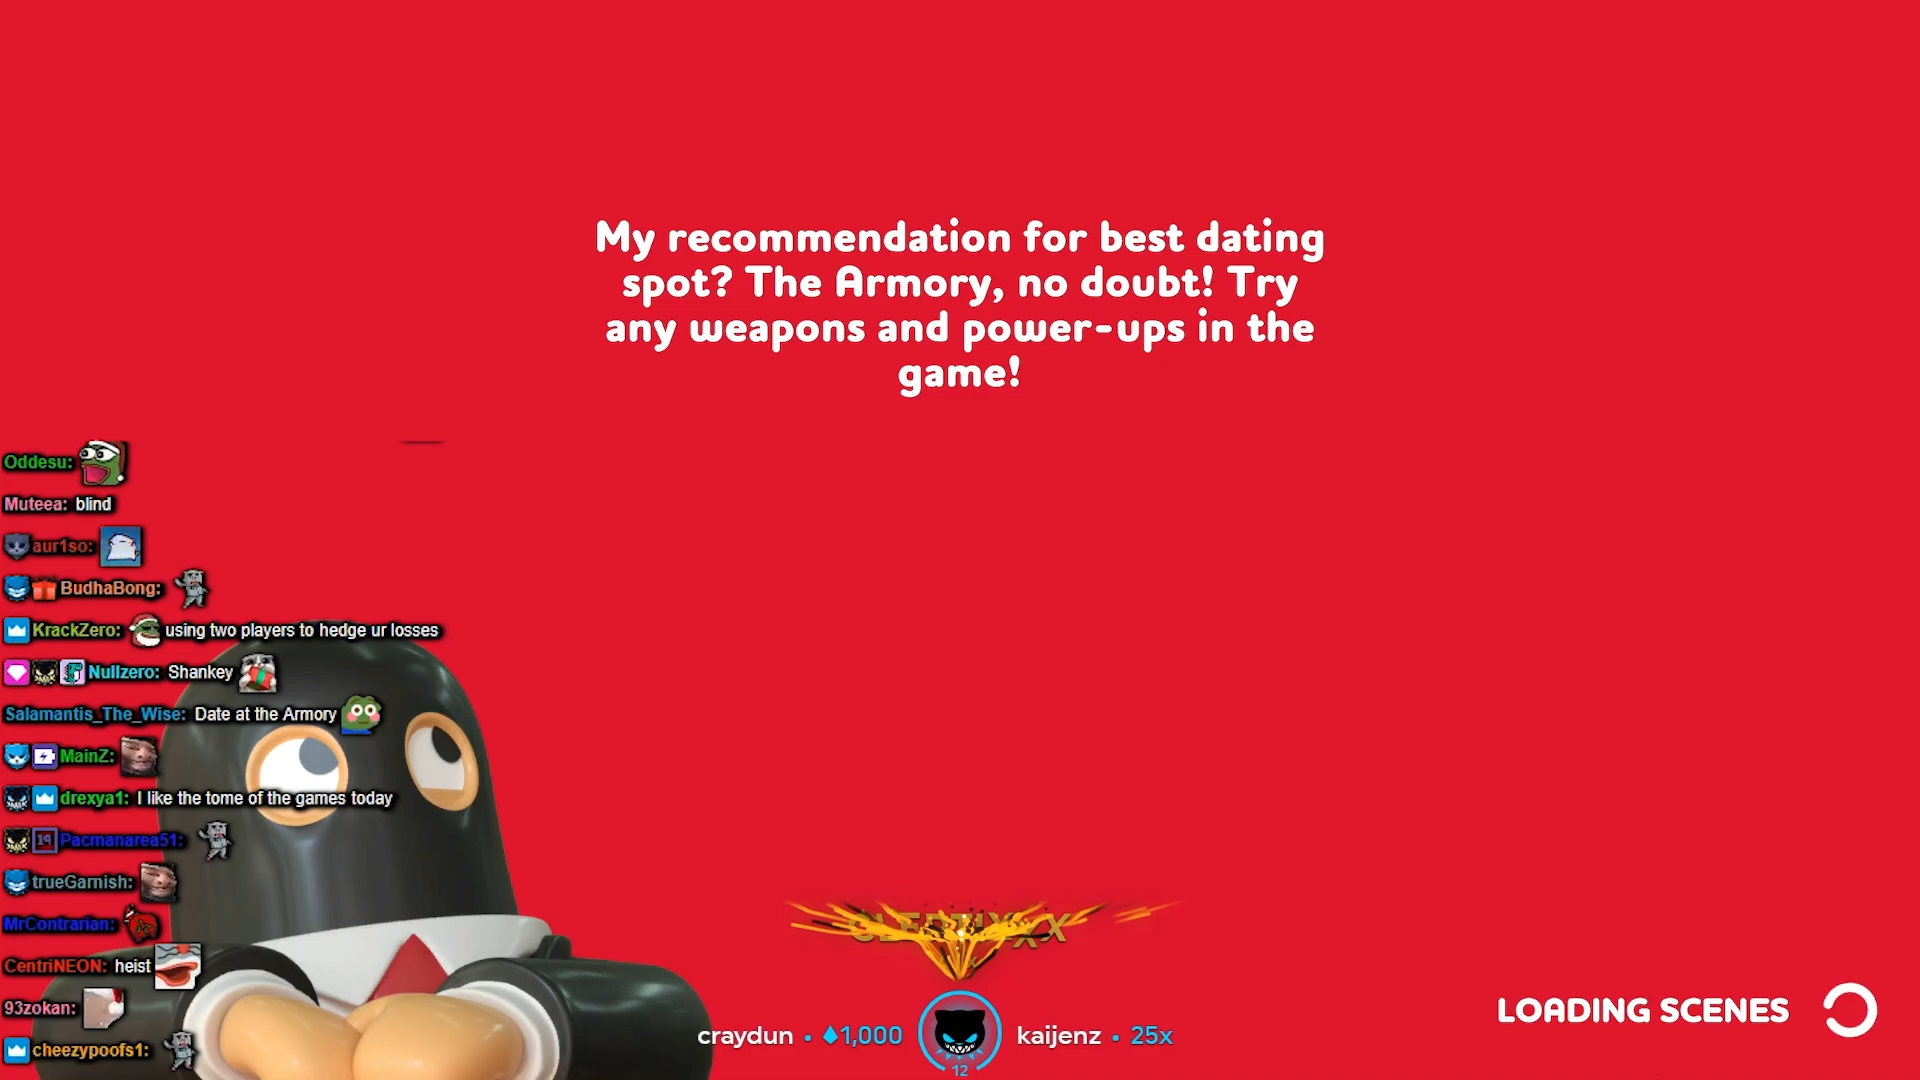 My recommendation for best dating
spot? The Armory, no doubt! Try
any weapons and power-ups in the
game!
Oddesu:
Muteea: blind
aur1so:
BudhaBong:
KrackZero: using two players to hedge ur losses
Nullzero: Shankey
Salamantis_The_Wise: Date at the Armory
MainZ:
drexya1: I like the tome of the games today
19 Pacmanarea51:
trueGarnish:
MrContrarian:
CentriNEON: heist
93zokan:
cheezypoofs1:
craydun • 1,000
12
kaijenz • 25x
LOADING SCENES